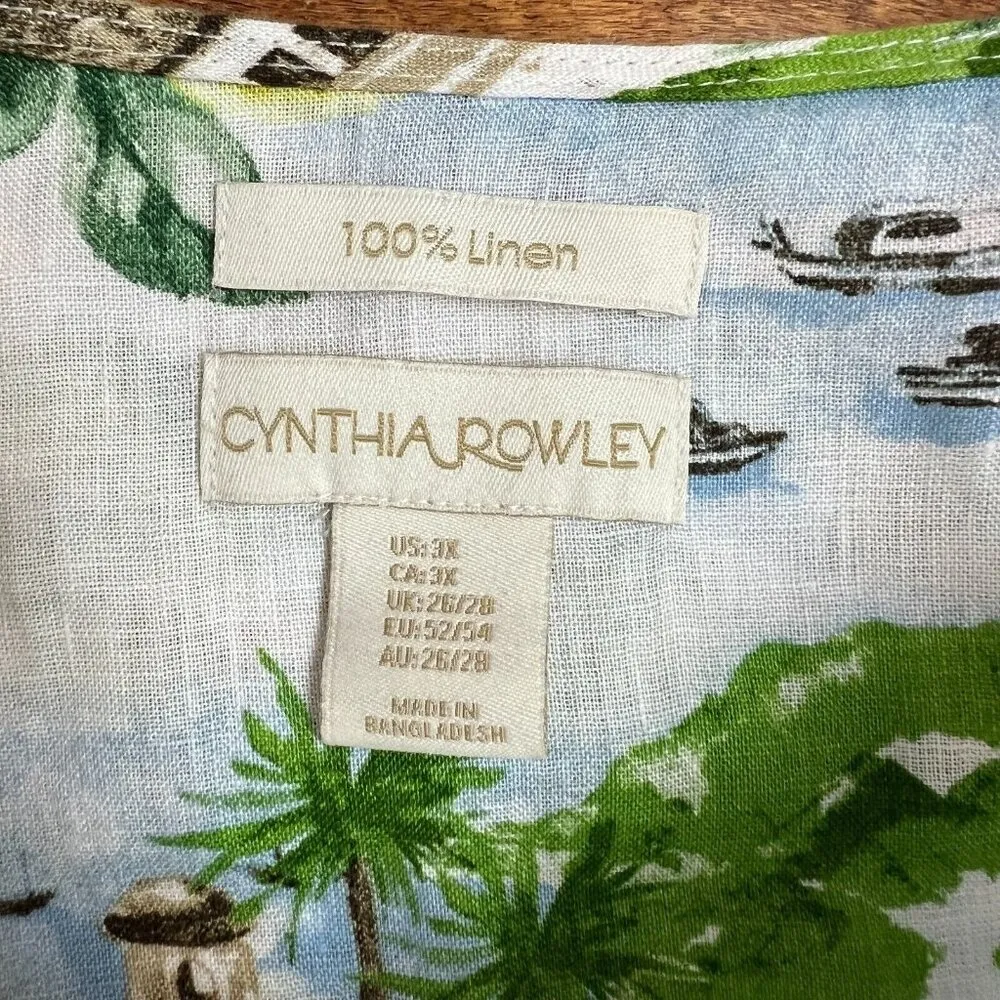 100% Linen
CYNTHIA ROWLEY
US: 3X
CA: 3X
UK: 26/28
EU: 52/54
AU: 26/28
MADE IN
BANGLADESH